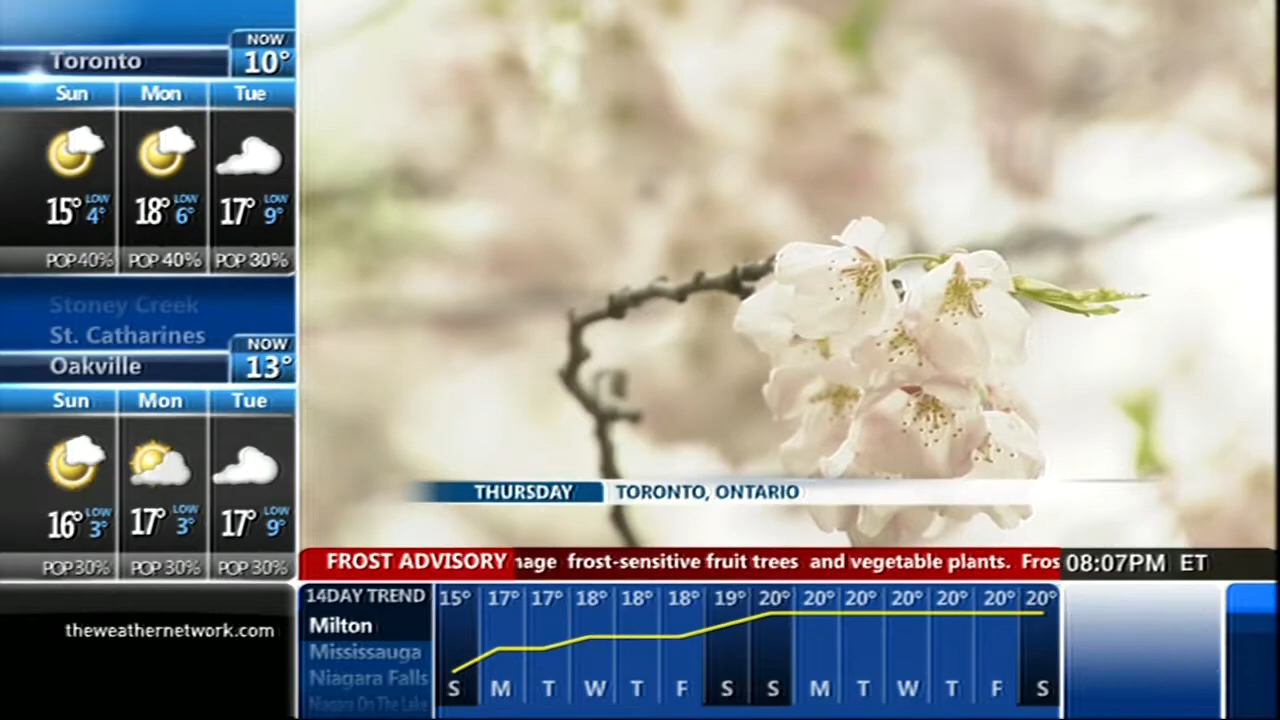 NOW
Toronto 10°
Sun Mon Tue
15° LOW 4° 18° LOW 6° 17° LOW 9°
POP 40% POP 40% POP 30%
Stoney Creek
St. Catharines
NOW
Oakville 13°
Sun Mon Tue
16° LOW 3° 17° LOW 3° 17° LOW 9°
POP 30% POP 30% POP 30%
theweathernetwork.com
THURSDAY TORONTO, ONTARIO
FROST ADVISORY nage frost-sensitive fruit trees and vegetable plants. Fros 08:07PM ET
14DAY TREND 15° 17° 17° 18° 18° 18° 19° 20° 20° 20° 20° 20° 20° 20°
Milton
Mississauga
Niagara Falls
Niagara On The Lake
S M T W T F S S M T W T F S